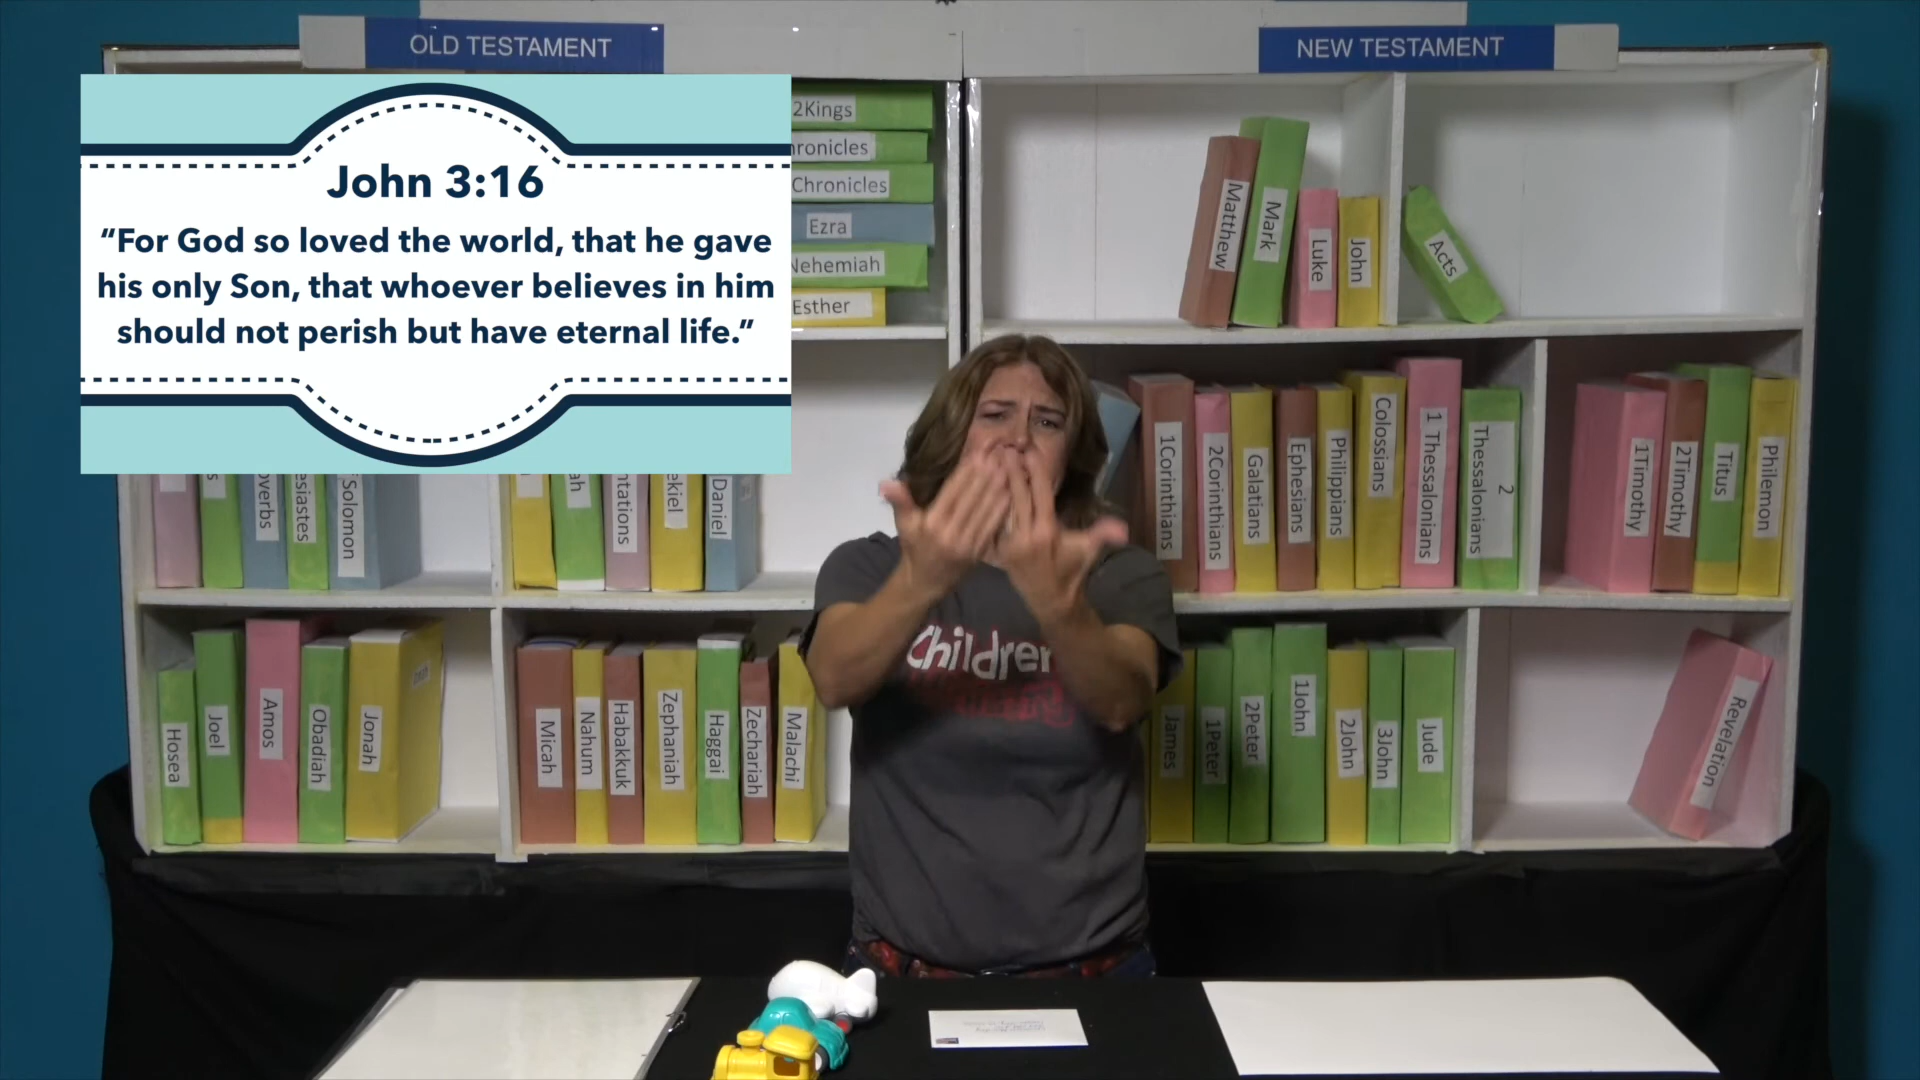 OLD TESTAMENT
NEW TESTAMENT
John 3:16
“For God so loved the world, that he gave
his only Son, that whoever believes in him
should not perish but have eternal life.”
2Kings
hronicles
Chronicles
Ezra
Nehemiah
Esther
Matthew
Mark
Luke
John
Acts
s
overbs
esiastes
Solomon
ah
ntations
ekiel
Daniel
1Corinthians
2Corinthians
Galatians
Ephesians
Philippians
Colossians
1 Thessalonians
2
Thessalonians
1Timothy
2Timothy
Titus
Philemon
Hosea
Joel
Amos
Obadiah
Jonah
Micah
Nahum
Habakkuk
Zephaniah
Haggai
Zechariah
Malachi
James
1Peter
2Peter
1John
2John
3John
Jude
Revelation
Children